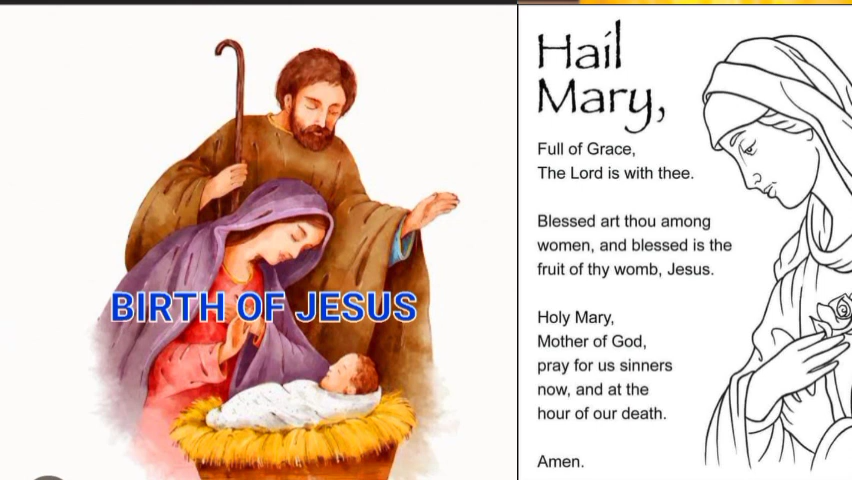 BIRTH OF JESUS
Hail
Mary,
Full of Grace,
The Lord is with thee.
Blessed art thou among
women, and blessed is the
fruit of thy womb, Jesus.
Holy Mary,
Mother of God,
pray for us sinners
now, and at the
hour of our death.
Amen.